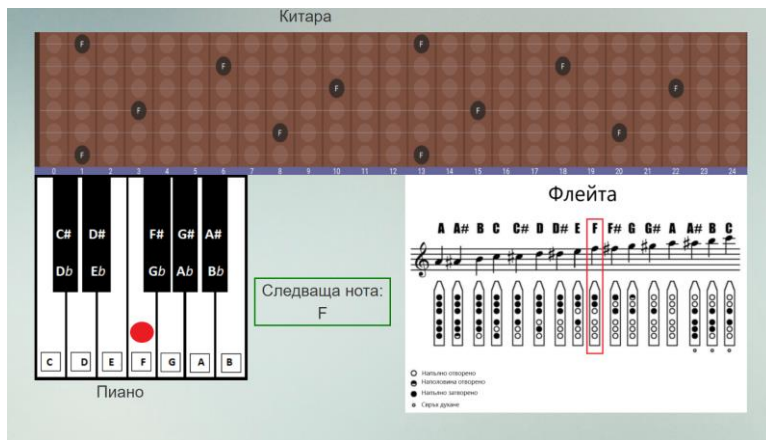 Китара
F F
F F
F F
F F
F F
F F
0 1 2 3 4 5 6 7 8 9 10 11 12 13 14 15 16 17 18 19 20 21 22 23 24
Флейта
A A# B C C# D D# E F F# G G# A A# B C
C# D# F# G# A#
Db Eb Gb Ab Bb
Следваща нота:
F
C D E F G A B
Пиано
Напълно отворено
Наполовина отворено
Напълно затворено
Свръх духане